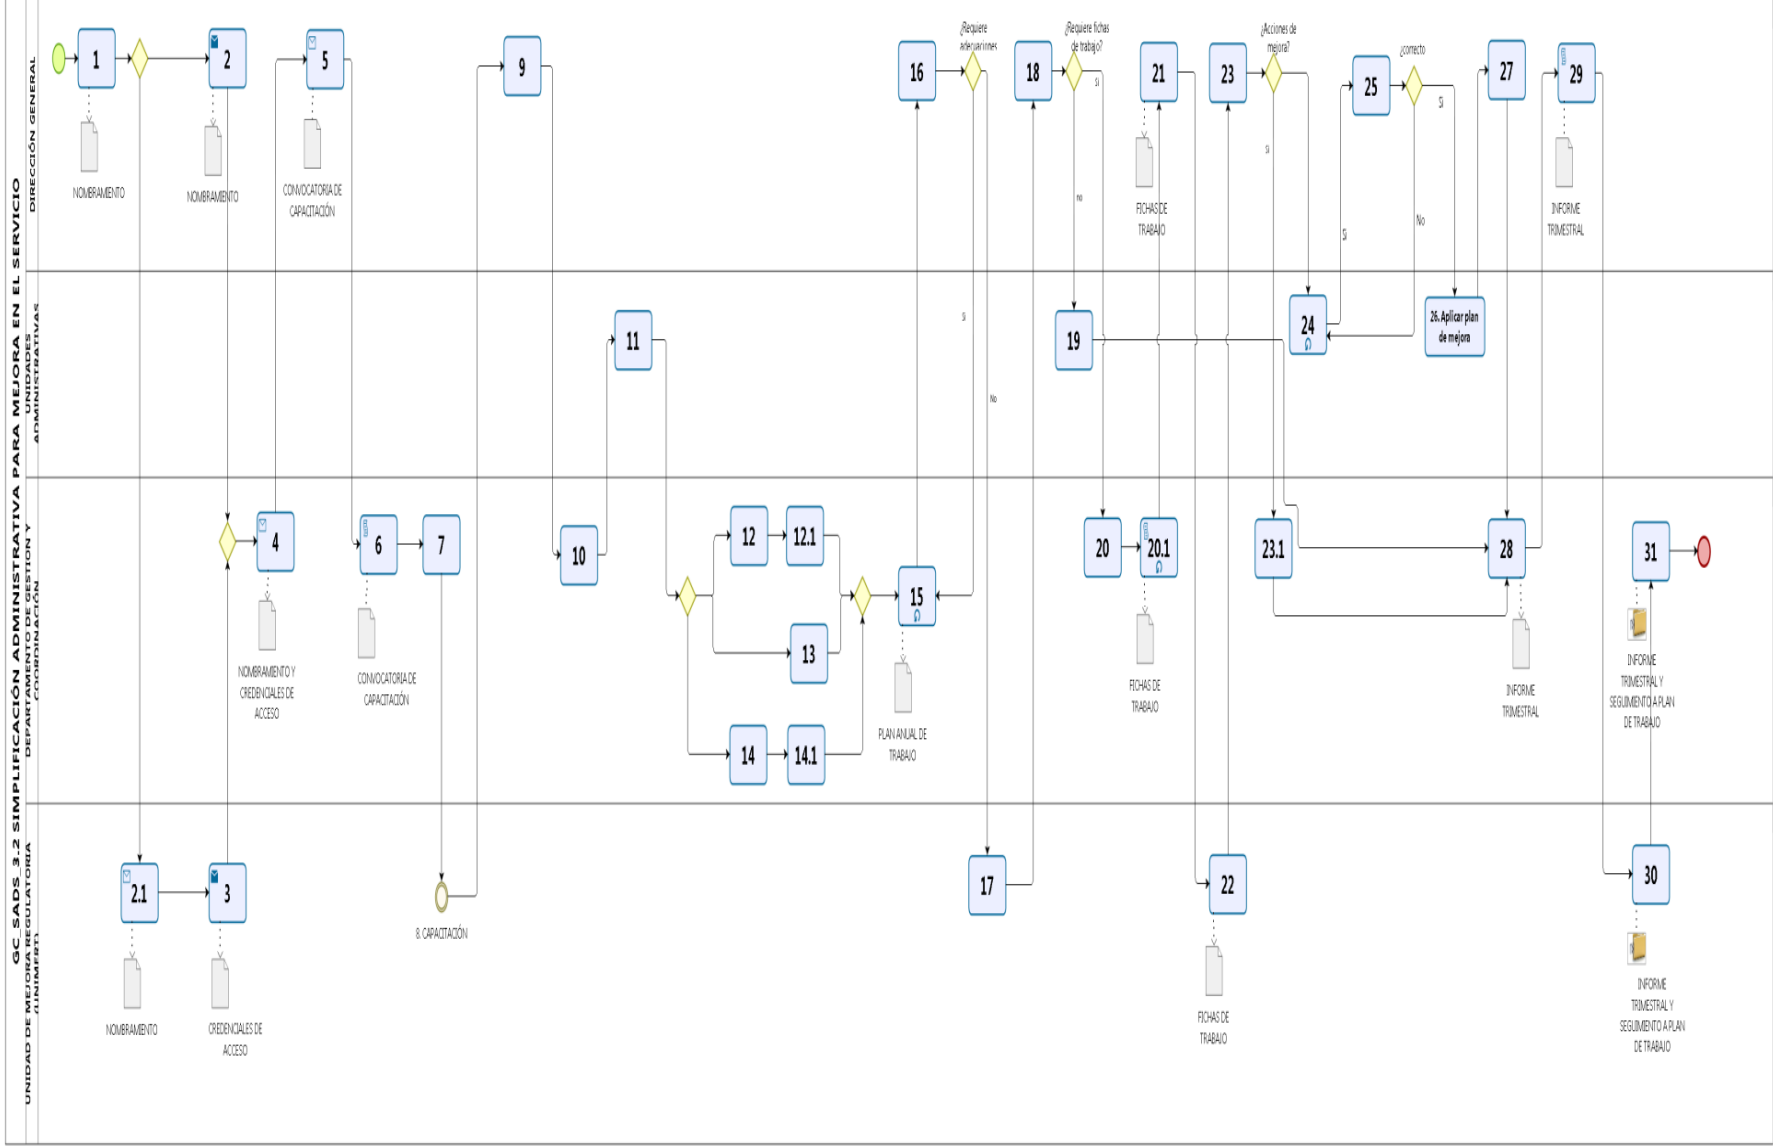 GC_SADS_3.2 SIMPLIFICACIÓN ADMINISTRATIVA PARA MEJORA EN EL SERVICIO
DIRECCIÓN GENERAL
1
2
5
9
16
¿Requiere
adecuaciones
18
¿Requiere fichas
de trabajo?
Si
no
21
23
¿Acciones de
mejora?
Si
25
¿correcto
Si
No
Si
27
29
NOMBRAMIENTO
NOMBRAMIENTO
CONVOCATORIA DE
CAPACITACIÓN
FICHAS DE
TRABAJO
INFORME
TRIMESTRAL
UNIDADES
ADMINISTRATIVAS
11
Si
No
19
24
26. Aplicar plan
de mejora
DEPARTAMENTO DE GESTION Y
COORDINACIÓN
4
6
7
10
12
12.1
13
14
14.1
15
20
20.1
23.1
28
31
NOMBRAMIENTO Y
CREDENCIALES DE
ACCESO
CONVOCATORIA DE
CAPACITACIÓN
PLAN ANUAL DE
TRABAJO
FICHAS DE
TRABAJO
INFORME
TRIMESTRAL
INFORME
TRIMESTRAL Y
SEGUIMIENTO A PLAN
DE TRABAJO
UNIDAD DE MEJORA REGULATORIA
(UNIMERT)
2.1
3
8. CAPACITACIÓN
17
22
30
NOMBRAMIENTO
CREDENCIALES DE
ACCESO
FICHAS DE
TRABAJO
INFORME
TRIMESTRAL Y
SEGUIMIENTO A PLAN
DE TRABAJO